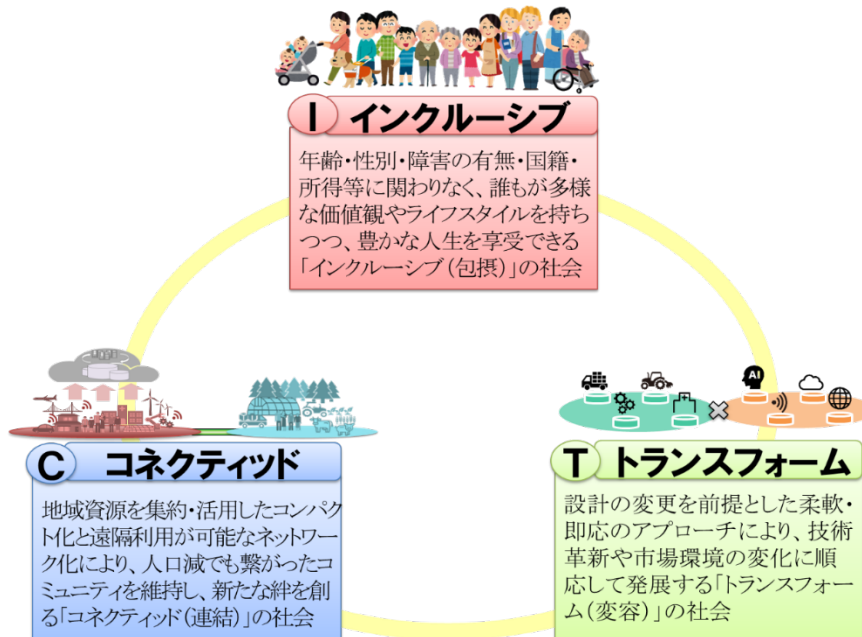 I インクルーシブ
年齢・性別・障害の有無・国籍・
所得等に関わりなく、誰もが多様
な価値観やライフスタイルを持ち
つつ、豊かな人生を享受できる
「インクルーシブ(包摂)」の社会
C コネクティッド
地域資源を集約・活用したコンパク
ト化と遠隔利用が可能なネットワー
ク化により、人口減でも繋がったコ
ミュニティを維持し、新たな絆を創
る「コネクティッド(連結)」の社会
AI
T トランスフォーム
設計の変更を前提とした柔軟・
即応のアプローチにより、技術
革新や市場環境の変化に順
応して発展する「トランスフォー
ム(変容)」の社会